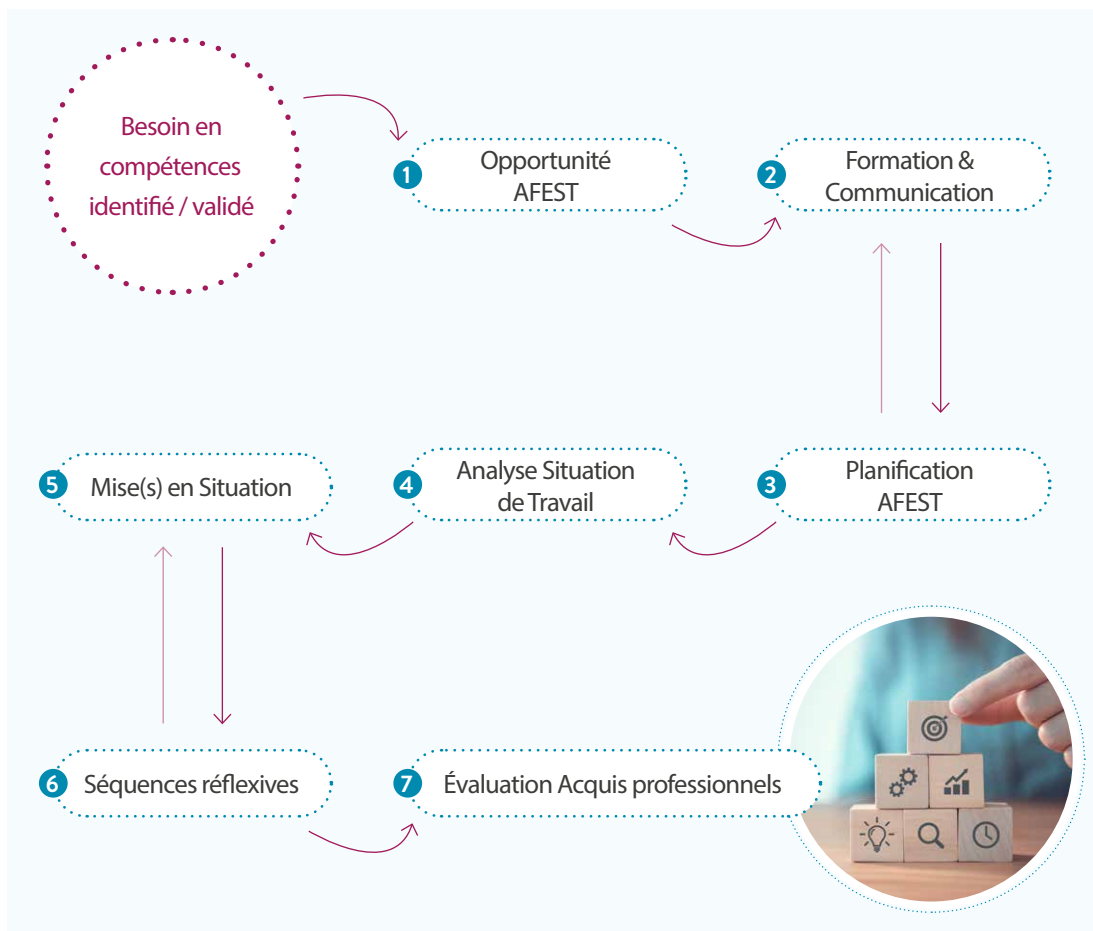 Besoin en
compétences
identifié / validé
1
Opportunité
AFEST
2
Formation &
Communication
3
Planification
AFEST
4
Analyse Situation
de Travail
5
Mise(s) en Situation
6
Séquences réflexives
7
Évaluation Acquis professionnels